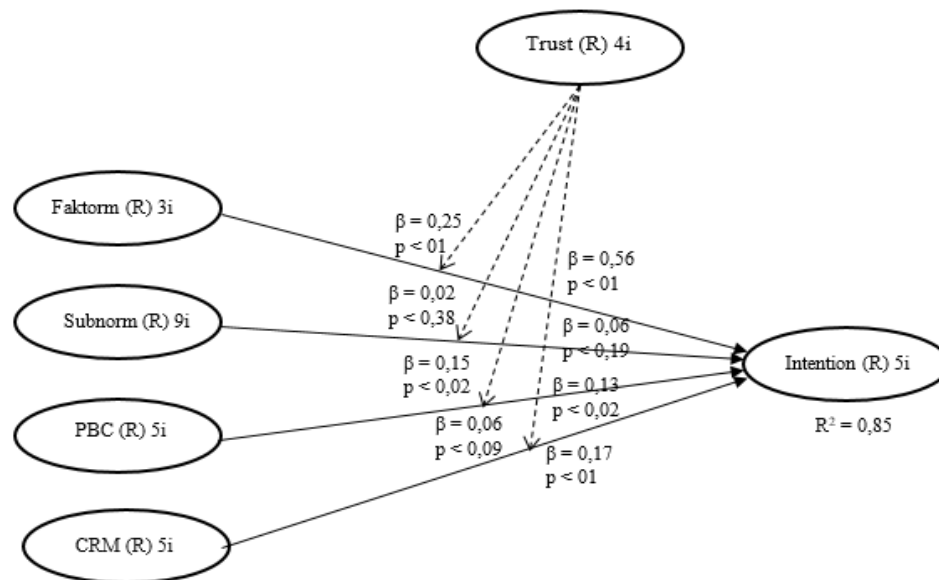 Trust (R) 4i
Faktorm (R) 3i
β = 0,25
p < 01
β = 0,56
p < 01
β = 0,02
p < 0,38
Subnorm (R) 9i
β = 0,06
p < 0,19
β = 0,15
p < 0,02
Intention (R) 5i
R² = 0,85
β = 0,13
p < 0,02
PBC (R) 5i
β = 0,06
p < 0,09
β = 0,17
p < 01
CRM (R) 5i